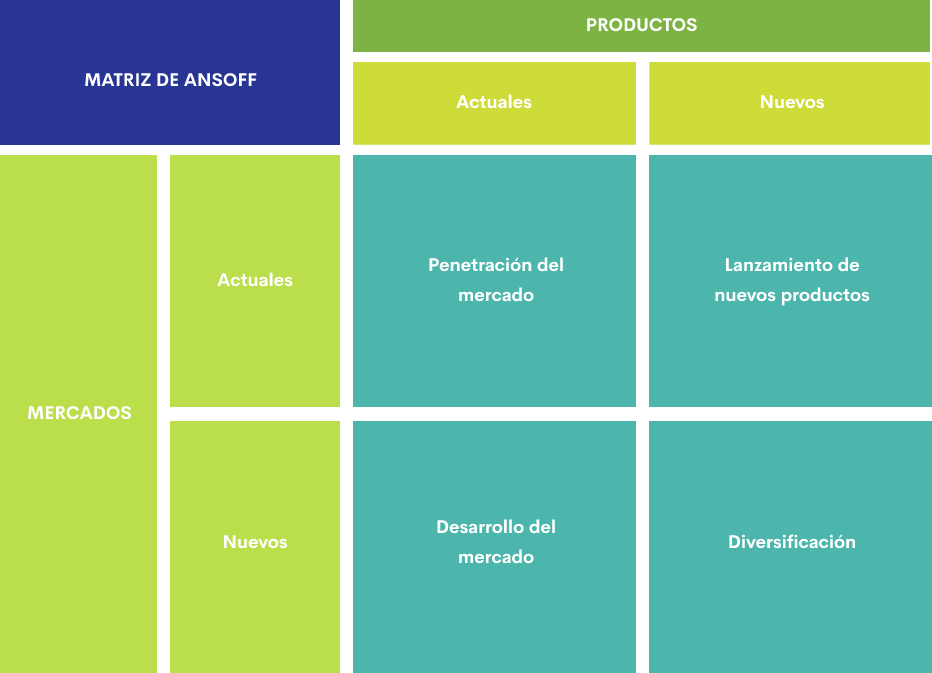 MATRIZ DE ANSOFF
PRODUCTOS
Actuales
Nuevos
MERCADOS
Actuales
Penetración del
mercado
Lanzamiento de
nuevos productos
Nuevos
Desarrollo del
mercado
Diversificación